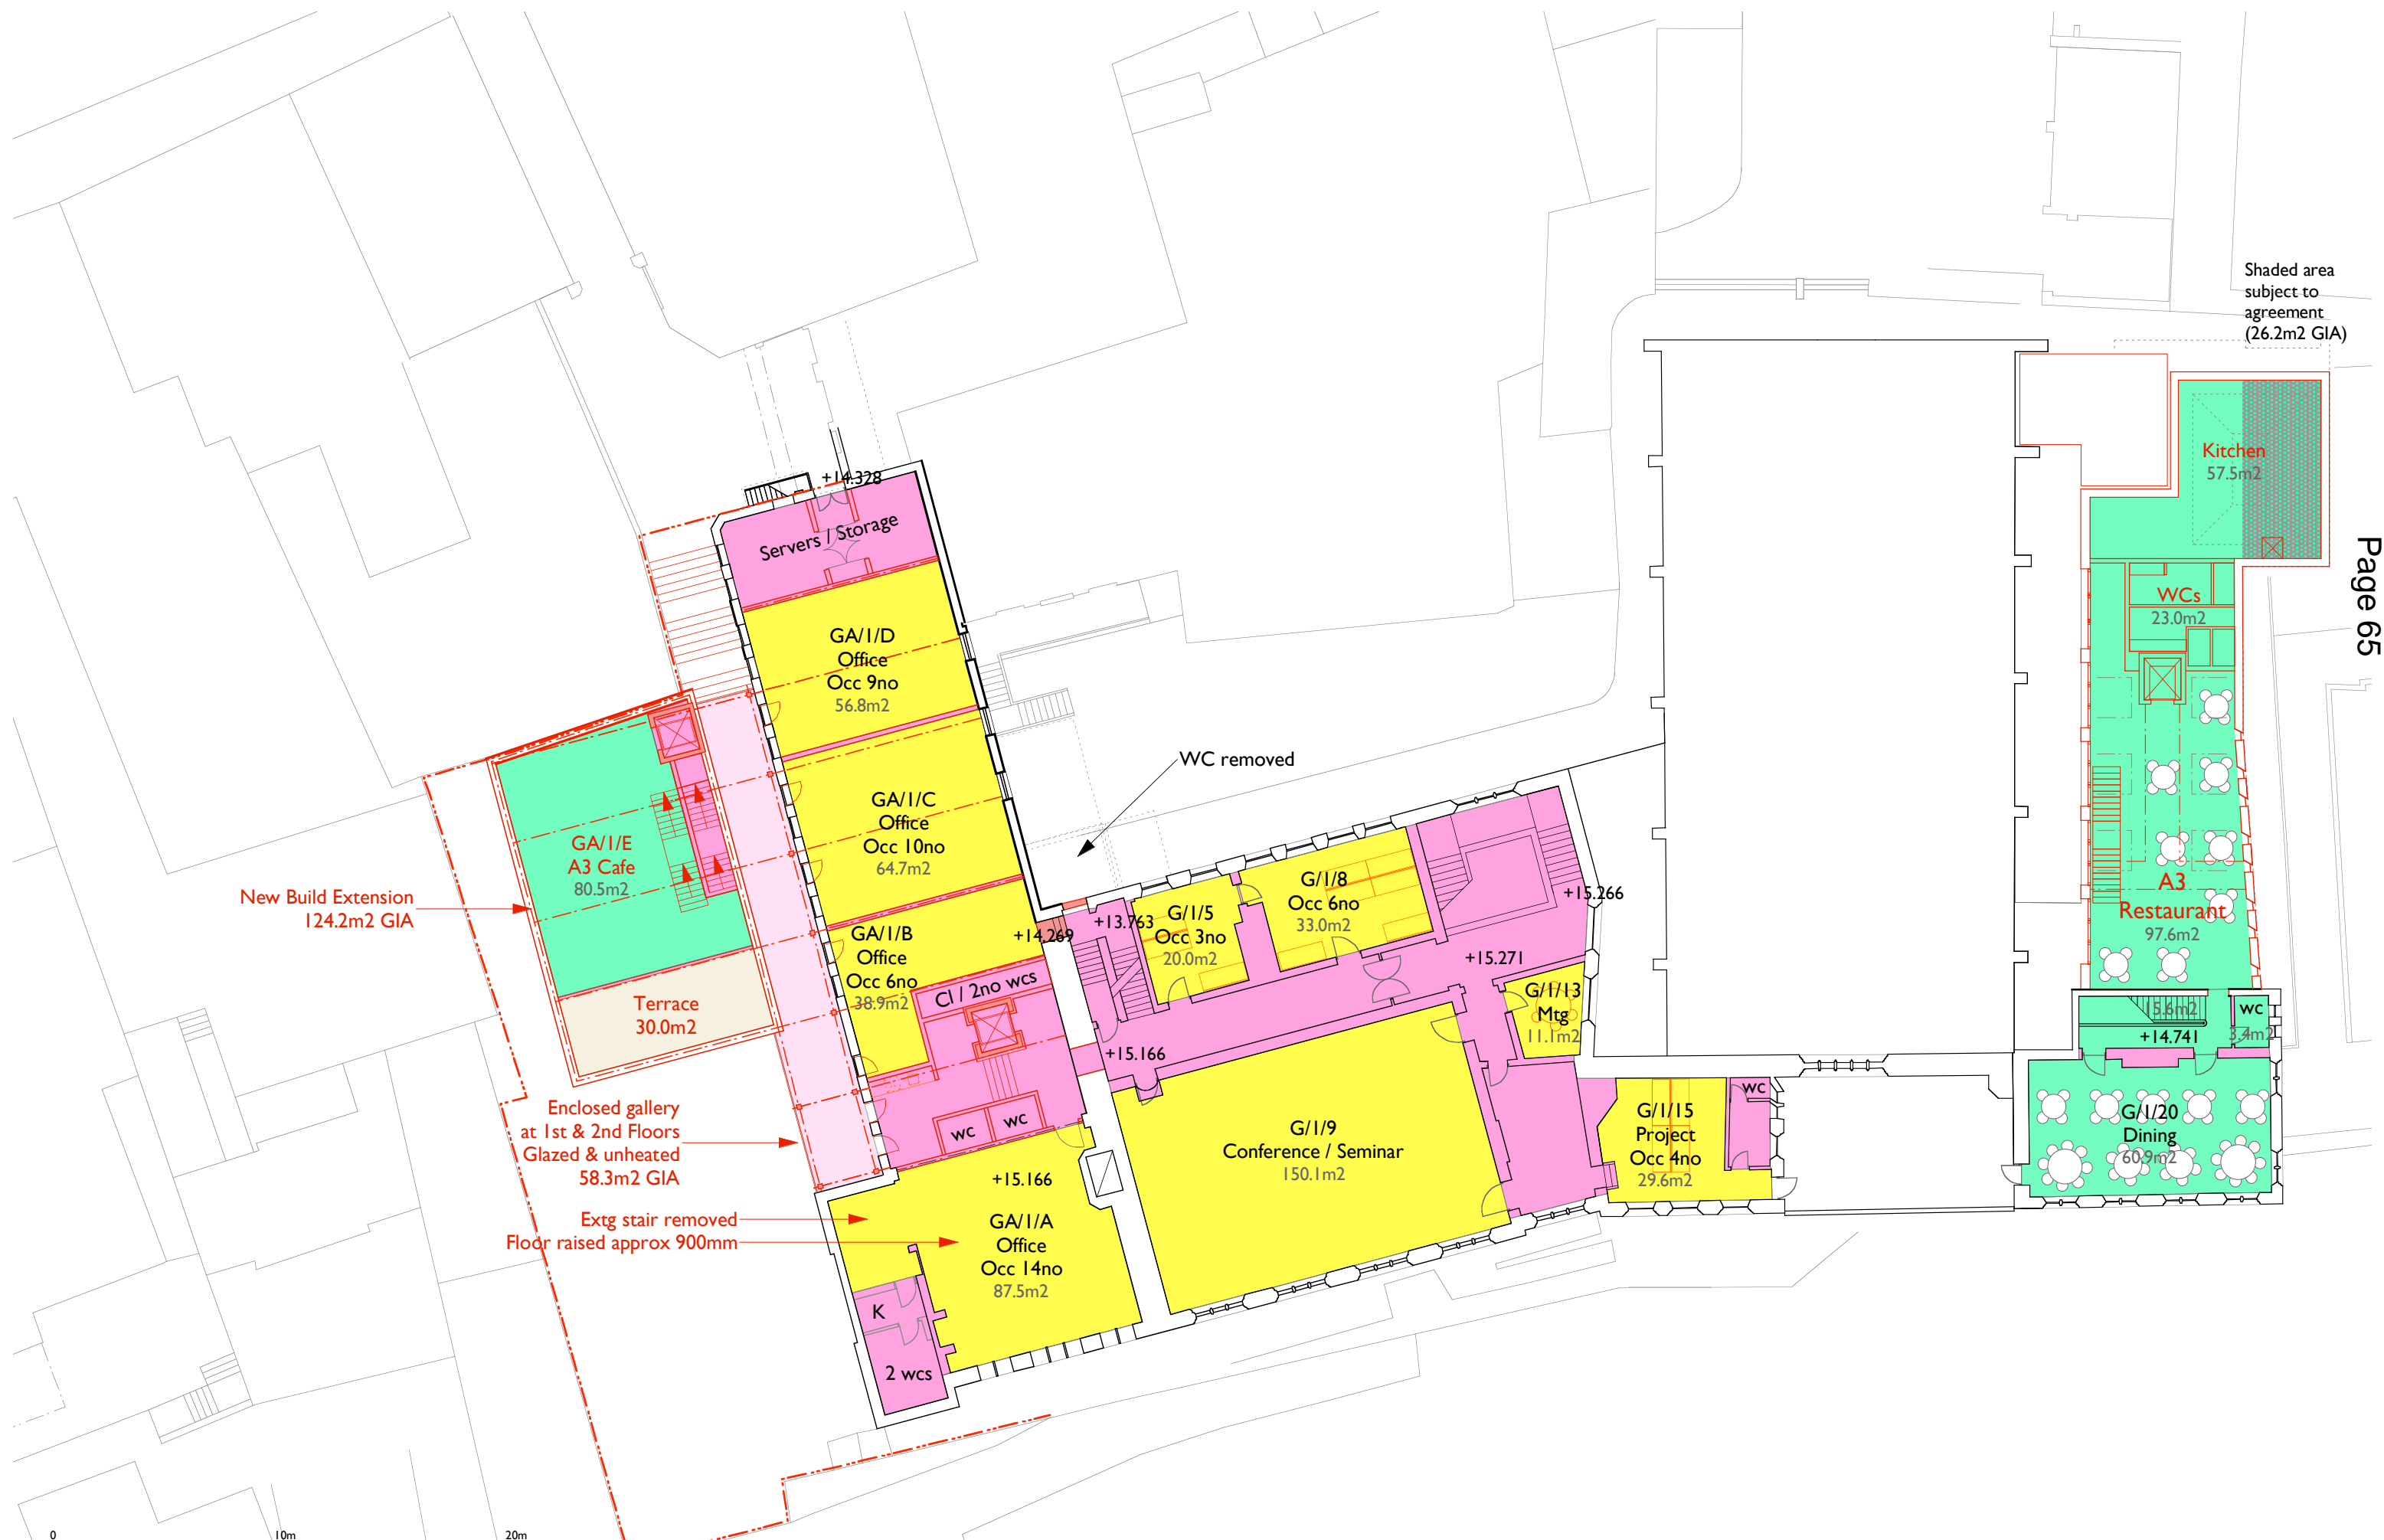 Shaded area
subject to
agreement
(26.2m2 GIA)
Kitchen
57.5m2
Page 65
+14.328
Servers / Storage
WCs
23.0m2
GA/1/D
Office
Occ 9no
56.8m2
WC removed
GA/1/C
Office
Occ 10no
64.7m2
GA/1/E
A3 Cafe
80.5m2
New Build Extension
124.2m2 GIA
G/1/8
Occ 6no
33.0m2
+15.266
A3
Restaurant
97.6m2
+13.763
G/1/5
Occ 3no
20.0m2
+14.269
GA/1/B
Office
Occ 6no
38.9m2
+15.271
Cl / 2no wcs
G/1/13
Mtg
11.1m2
Terrace
30.0m2
15.6m2
wc
3.4m2
+14.741
+15.166
Enclosed gallery
at 1st & 2nd Floors
Glazed & unheated
58.3m2 GIA
wc
wc
wc
G/1/15
Project
Occ 4no
29.6m2
G/1/20
Dining
60.9m2
G/1/9
Conference / Seminar
150.1m2
+15.166
Extg stair removed
Floor raised approx 900mm
GA/1/A
Office
Occ 14no
87.5m2
K
2 wcs
0
10m
20m